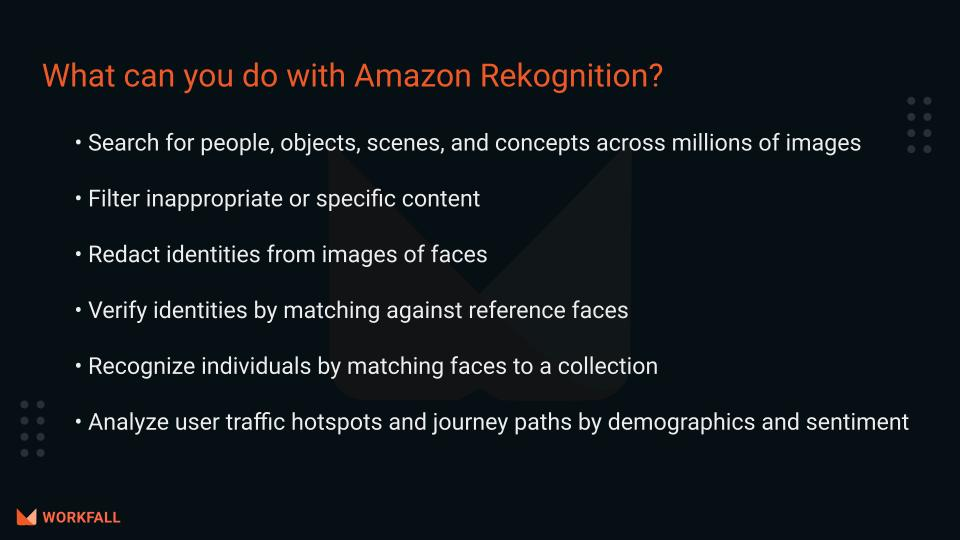 What can you do with Amazon Rekognition?
• Search for people, objects, scenes, and concepts across millions of images
• Filter inappropriate or specific content
• Redact identities from images of faces
• Verify identities by matching against reference faces
• Recognize individuals by matching faces to a collection
• Analyze user traffic hotspots and journey paths by demographics and sentiment
WORKFALL